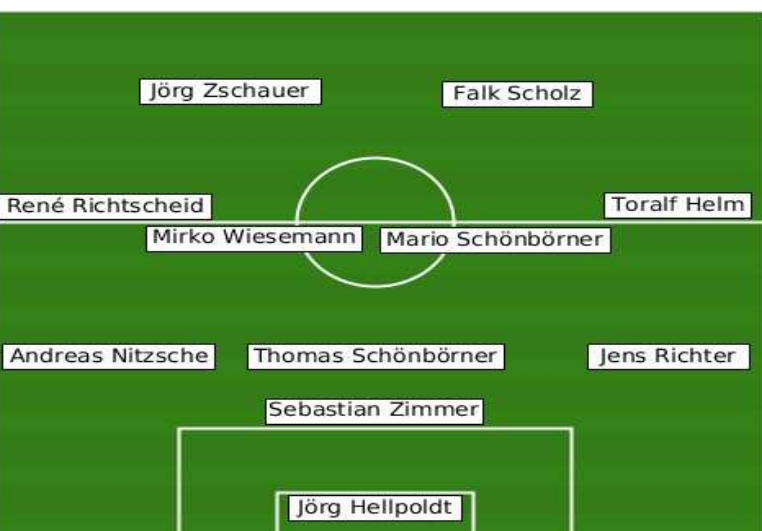 Jörg Zschauer
Falk Scholz
René Richtscheid
Toralf Helm
Mirko Wiesemann
Mario Schönbörner
Andreas Nitzsche
Thomas Schönbörner
Jens Richter
Sebastian Zimmer
Jörg Hellpoldt